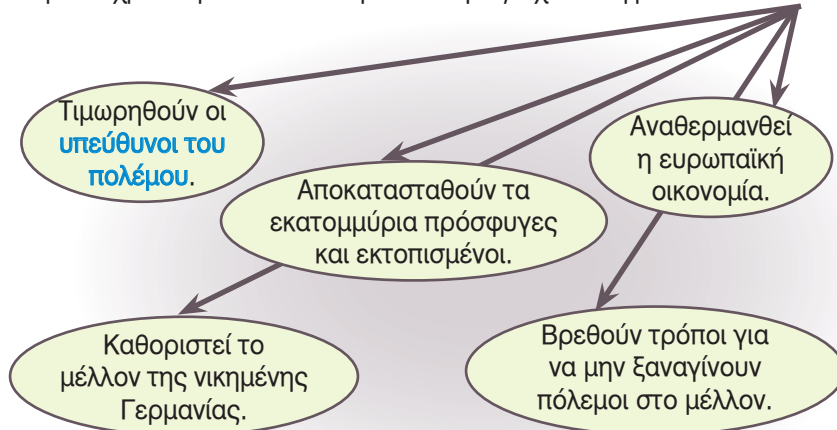 Τιμωρηθούν οι
υπεύθυνοι του
πολέμου.
Αποκατασταθούν τα
εκατομμύρια πρόσφυγες
και εκτοπισμένοι.
Αναθερμανθεί
η ευρωπαϊκή
οικονομία.
Καθοριστεί το
μέλλον της νικημένης
Γερμανίας.
Βρεθούν τρόποι για
να μην ξαναγίνουν
πόλεμοι στο μέλλον.